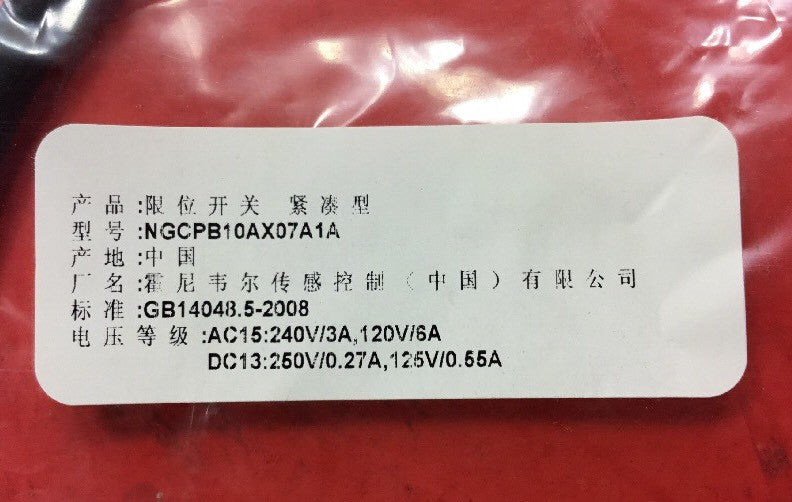 产品:限位开关 紧凑型
型号:NGCPB10AX07A1A
产地:中国
厂名:霍尼韦尔传感控制(中国)有限公司
标准:GB14048.5-2008
电压等级:AC15:240V/3A,120V/6A
DC13:250V/0.27A,125V/0.55A